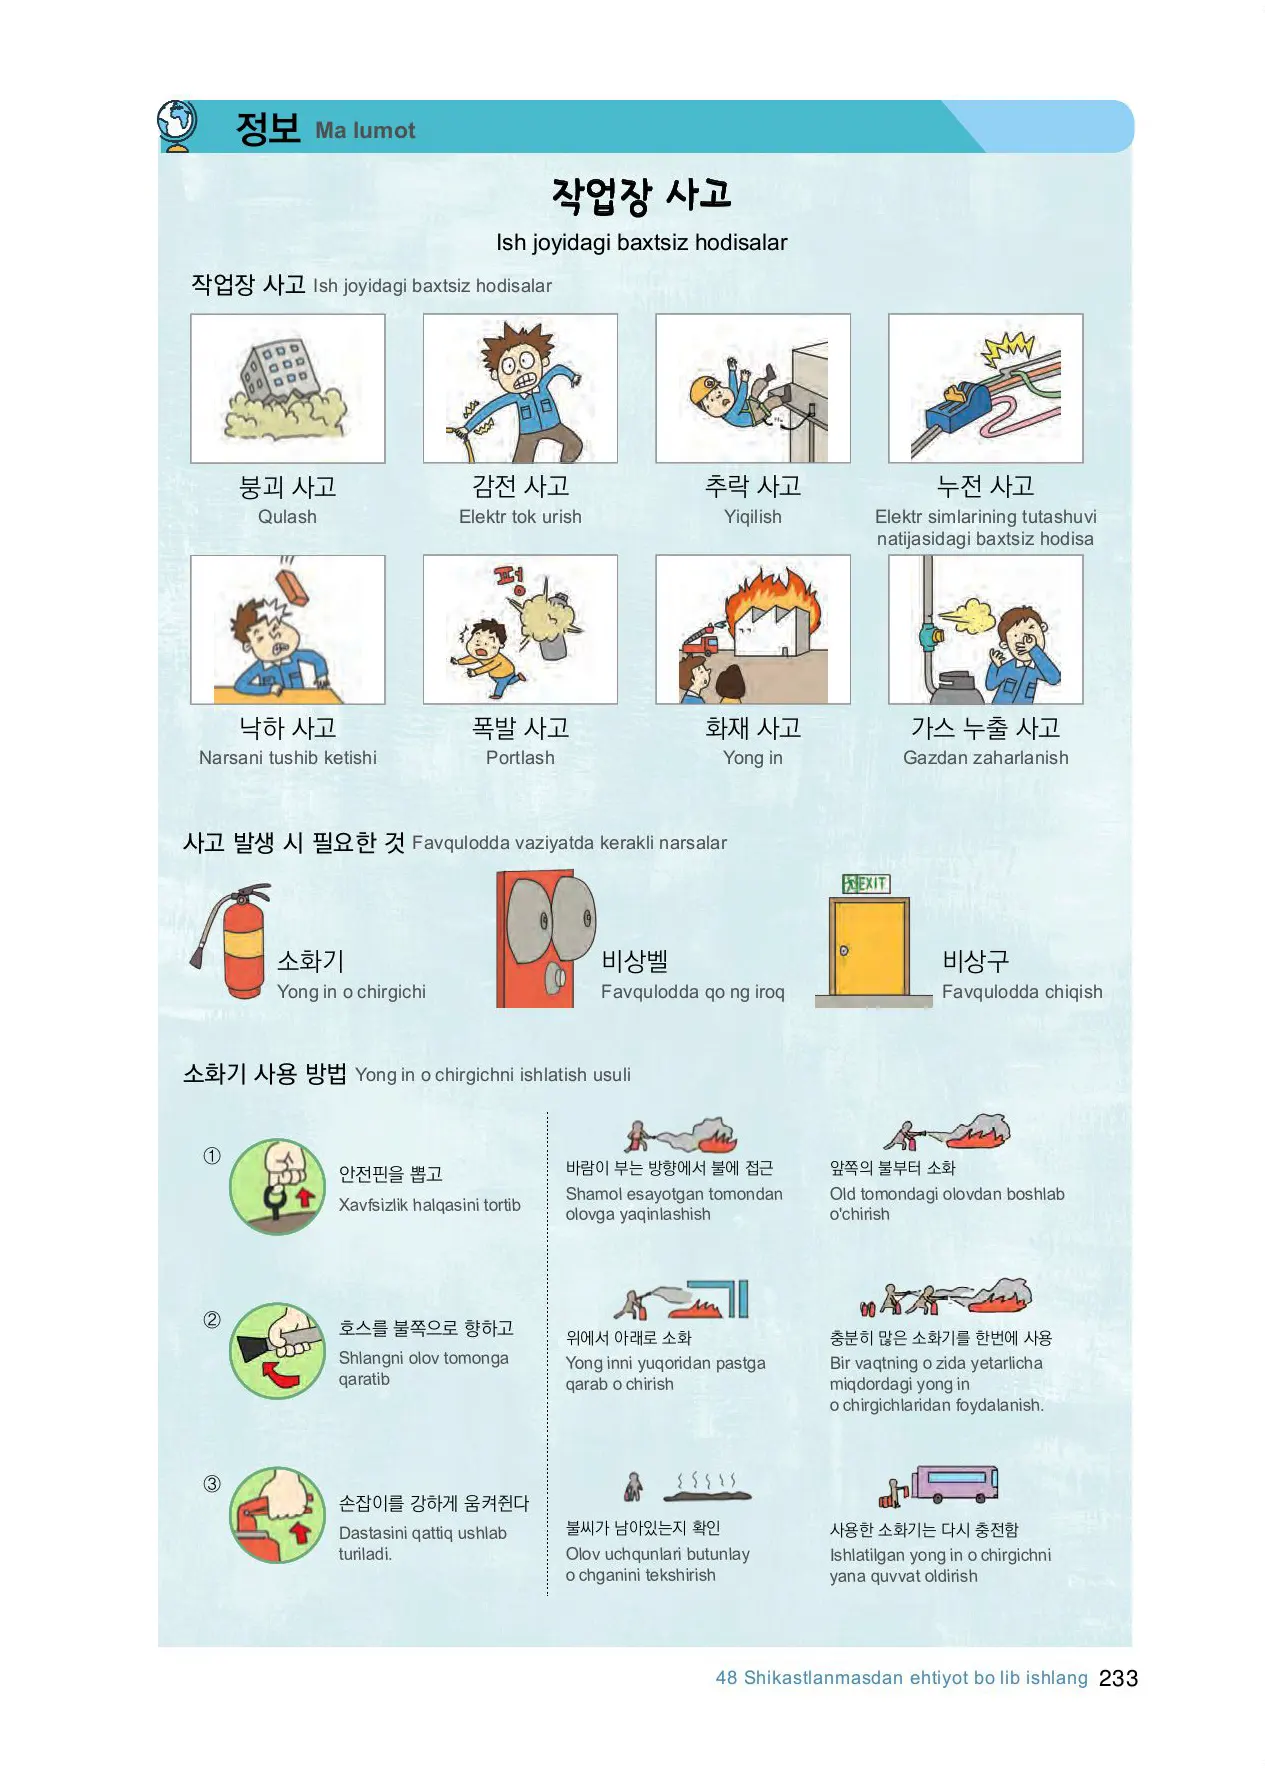 정보 Ma lumot
작업장 사고
Ish joyidagi baxtsiz hodisalar
작업장 사고 Ish joyidagi baxtsiz hodisalar
붕괴 사고
Qulash
감전 사고
Elektr tok urish
추락 사고
Yiqilish
누전 사고
Elektr simlarining tutashuvi
natijasidagi baxtsiz hodisa
낙하 사고
Narsani tushib ketishi
펑
폭발 사고
Portlash
화재 사고
Yong in
가스 누출 사고
Gazdan zaharlanish
사고 발생 시 필요한 것 Favqulodda vaziyatda kerakli narsalar
소화기
Yong in o chirgichi
비상벨
Favqulodda qo ng iroq
EXIT
비상구
Favqulodda chiqish
소화기 사용 방법 Yong in o chirgichni ishlatish usuli
①
안전핀을 뽑고
Xavfsizlik halqasini tortib
②
호스를 불쪽으로 향하고
Shlangni olov tomonga
qaratib
③
손잡이를 강하게 움켜쥔다
Dastasini qattiq ushlab
turiladi.
바람이 부는 방향에서 불에 접근
Shamol esayotgan tomondan
olovga yaqinlashish
앞쪽의 불부터 소화
Old tomondagi olovdan boshlab
o'chirish
위에서 아래로 소화
Yong inni yuqoridan pastga
qarab o chirish
충분히 많은 소화기를 한번에 사용
Bir vaqtning o zida yetarlicha
miqdordagi yong in
o chirgichlaridan foydalanish.
불씨가 남아있는지 확인
Olov uchqunlari butunlay
o chganini tekshirish
사용한 소화기는 다시 충전함
Ishlatilgan yong in o chirgichni
yana quvvat oldirish
48 Shikastlanmasdan ehtiyot bo lib ishlang 233